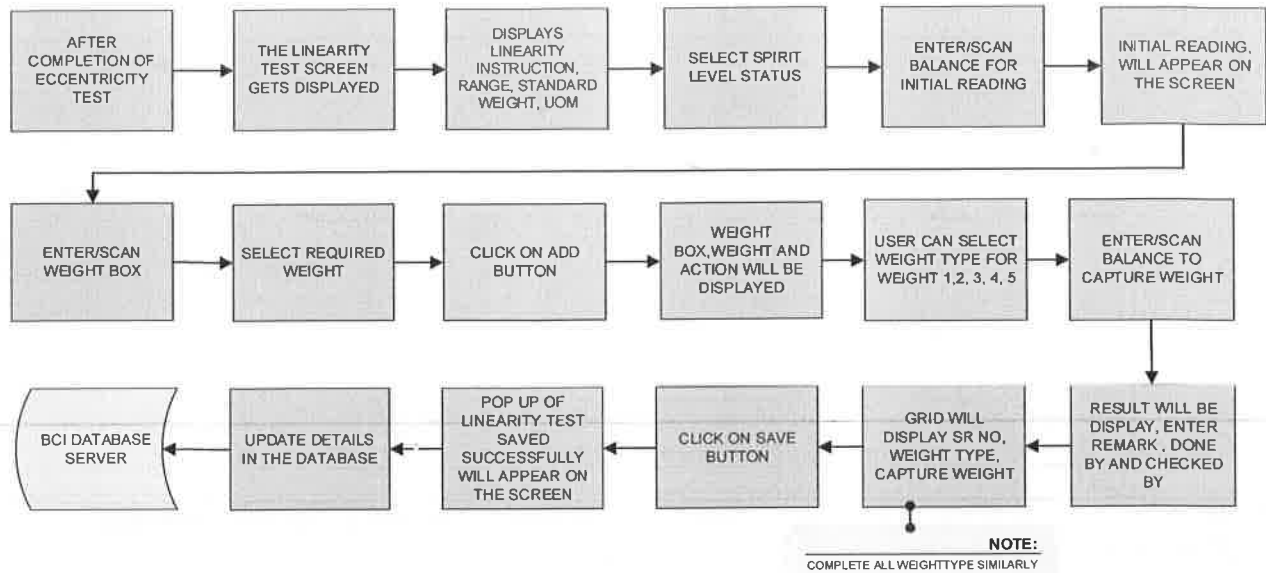 AFTER
COMPLETION OF
ECCENTRICITY
TEST
THE LINEARITY
TEST SCREEN
GETS DISPLAYED
DISPLAYS
LINEARITY
INSTRUCTION,
RANGE, STANDARD
WEIGHT, UOM
SELECT SPIRIT
LEVEL STATUS
ENTER/SCAN
BALANCE FOR
INITIAL READING
INITIAL READING,
WILL APPEAR ON
THE SCREEN
ENTER/SCAN
WEIGHT BOX
SELECT REQUIRED
WEIGHT
CLICK ON ADD
BUTTON
WEIGHT
BOX,WEIGHT AND
ACTION WILL BE
DISPLAYED
USER CAN SELECT
WEIGHT TYPE FOR
WEIGHT 1,2, 3, 4, 5
ENTER/SCAN
BALANCE TO
CAPTURE WEIGHT
RESULT WILL BE
DISPLAY, ENTER
REMARK , DONE
BY AND CHECKED
BY
GRID WILL
DISPLAY SR NO,
WEIGHT TYPE,
CAPTURE WEIGHT
CLICK ON SAVE
BUTTON
POP UP OF
LINEARITY TEST
SAVED
SUCCESSFULLY
WILL APPEAR ON
THE SCREEN
UPDATE DETAILS
IN THE DATABASE
BCI DATABASE
SERVER
NOTE:
COMPLETE ALL WEIGHTTYPE SIMILARLY